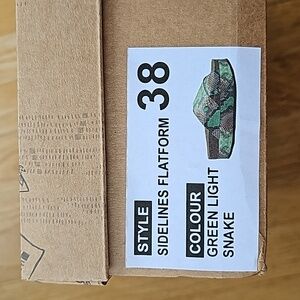 STYLE
SIDELINES FLATFORM
38
COLOUR
GREEN LIGHT
SNAKE